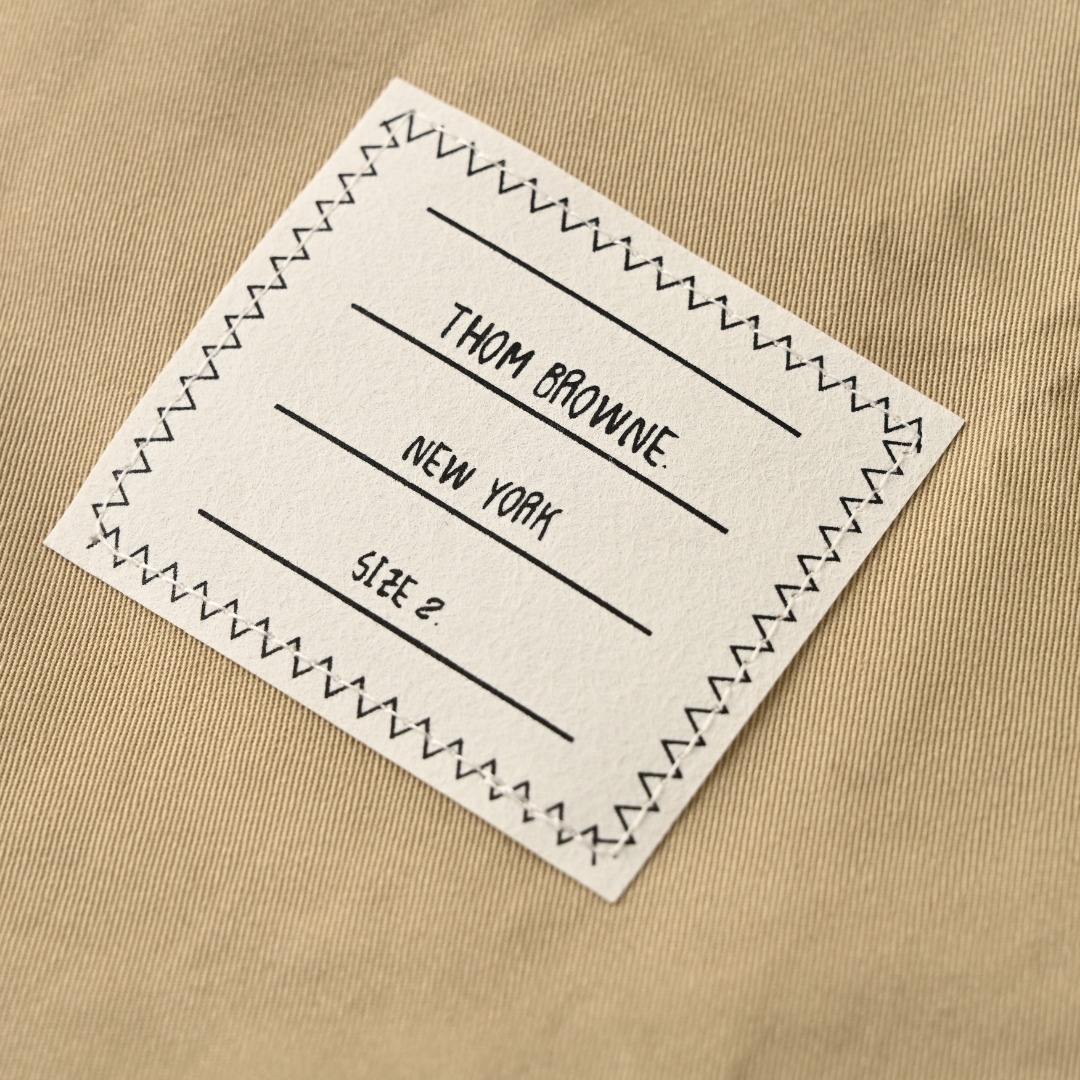 THOM BROWNE.
NEW YORK
SIZE 2.